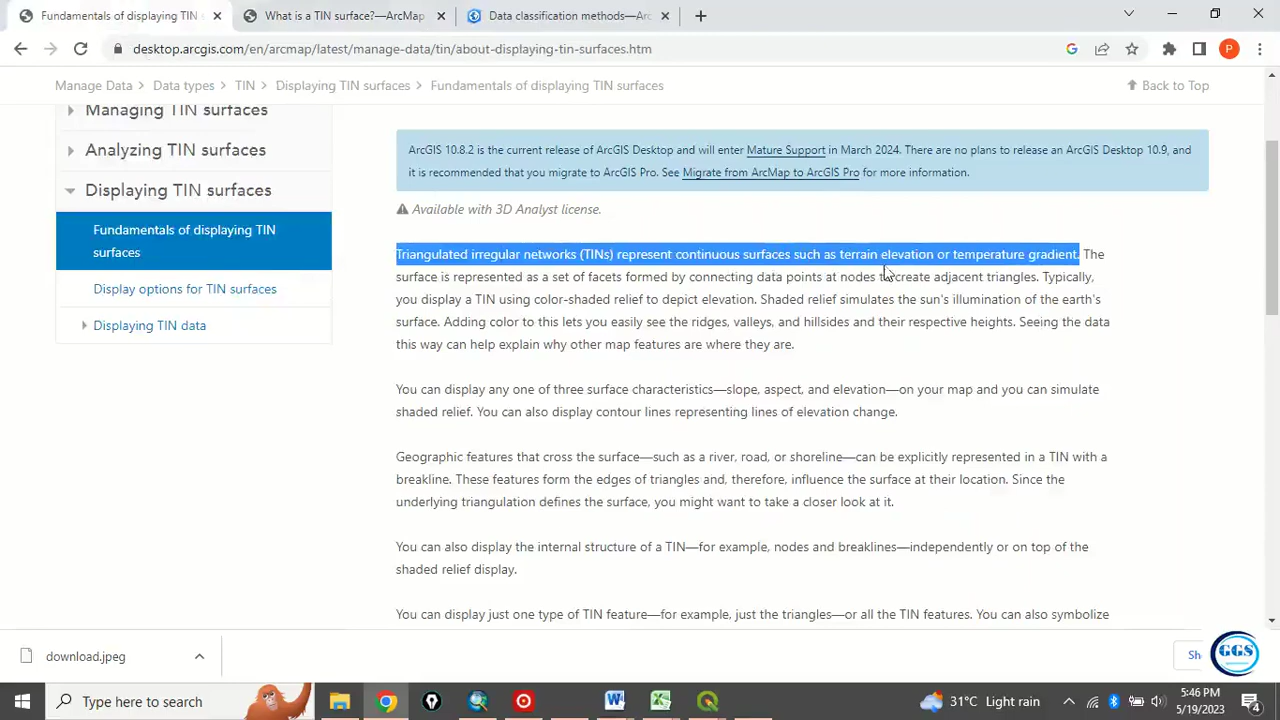 Fundamentals of displaying TIN s
What is a TIN surface?—ArcMap
Data classification methods—Arc
desktop.arcgis.com/en/arcmap/latest/manage-data/tin/about-displaying-tin-surfaces.htm
P
Manage Data > Data types > TIN > Displaying TIN surfaces > Fundamentals of displaying TIN surfaces
Back to Top
Managing TIN surfaces
Analyzing TIN surfaces
Displaying TIN surfaces
Fundamentals of displaying TIN
surfaces
Display options for TIN surfaces
Displaying TIN data
ArcGIS 10.8.2 is the current release of ArcGIS Desktop and will enter Mature Support in March 2024. There are no plans to release an ArcGIS Desktop 10.9, and
it is recommended that you migrate to ArcGIS Pro. See Migrate from ArcMap to ArcGIS Pro for more information.
Available with 3D Analyst license.
Triangulated irregular networks (TINs) represent continuous surfaces such as terrain elevation or temperature gradient. The
surface is represented as a set of facets formed by connecting data points at nodes to create adjacent triangles. Typically,
you display a TIN using color-shaded relief to depict elevation. Shaded relief simulates the sun's illumination of the earth's
surface. Adding color to this lets you easily see the ridges, valleys, and hillsides and their respective heights. Seeing the data
this way can help explain why other map features are where they are.
You can display any one of three surface characteristics—slope, aspect, and elevation—on your map and you can simulate
shaded relief. You can also display contour lines representing lines of elevation change.
Geographic features that cross the surface—such as a river, road, or shoreline—can be explicitly represented in a TIN with a
breakline. These features form the edges of triangles and, therefore, influence the surface at their location. Since the
underlying triangulation defines the surface, you might want to take a closer look at it.
You can also display the internal structure of a TIN—for example, nodes and breaklines—independently or on top of the
shaded relief display.
You can display just one type of TIN feature—for example, just the triangles—or all the TIN features. You can also symbolize
download.jpeg
Sh
GGS
Type here to search
31°C Light rain
5:46 PM
5/19/2023
4